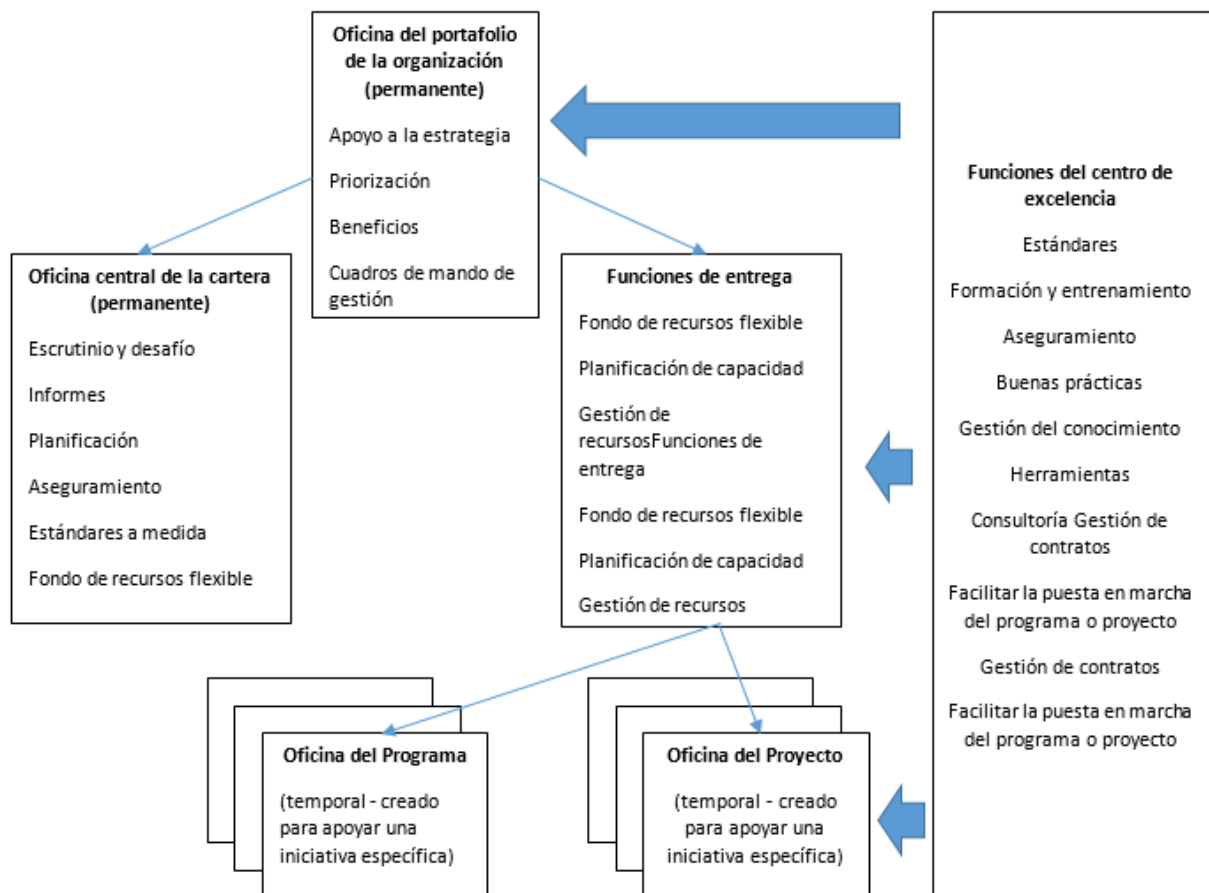 Oficina del portafolio
de la organización
(permanente)
Apoyo a la estrategia
Priorización
Beneficios
Cuadros de mando de
gestión
Oficina central de la cartera
(permanente)
Escrutinio y desafío
Informes
Planificación
Aseguramiento
Estándares a medida
Fondo de recursos flexible
Funciones de entrega
Fondo de recursos flexible
Planificación de capacidad
Gestión de
recursosFunciones de
entrega
Fondo de recursos flexible
Planificación de capacidad
Gestión de recursos
Oficina del Programa
(temporal - creado
para apoyar una
iniciativa específica)
Oficina del Proyecto
(temporal - creado
para apoyar una
iniciativa específica)
Funciones del centro de
excelencia
Estándares
Formación y entrenamiento
Aseguramiento
Buenas prácticas
Gestión del conocimiento
Herramientas
Consultoría Gestión de
contratos
Facilitar la puesta en marcha
del programa o proyecto
Gestión de contratos
Facilitar la puesta en marcha
del programa o proyecto